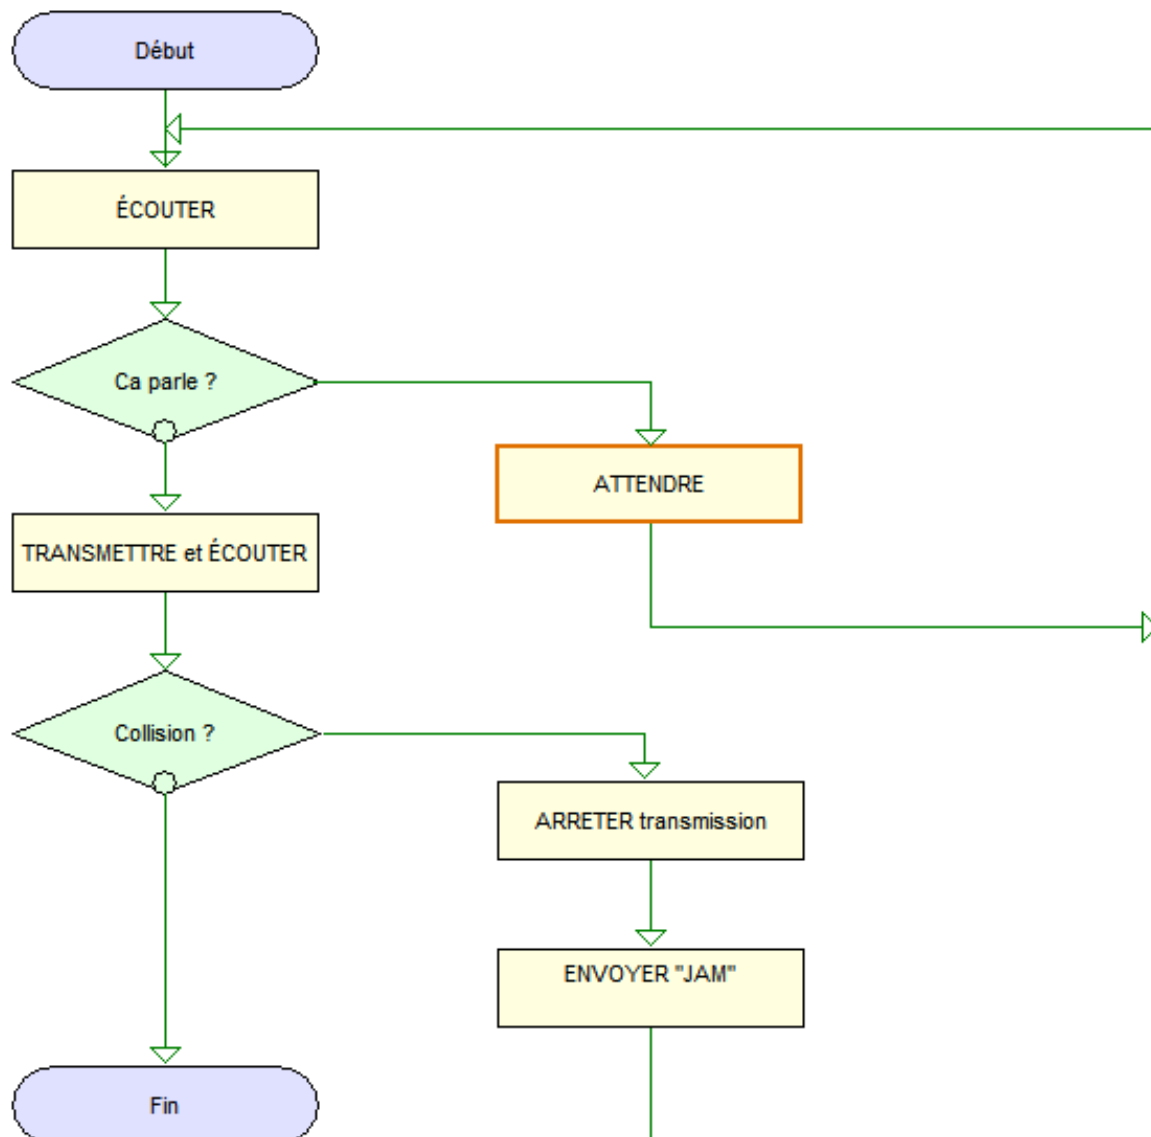 Début
ÉCOUTER
Ca parle ?
ATTENDRE
TRANSMETTRE et ÉCOUTER
Collision ?
ARRETER transmission
ENVOYER "JAM"
Fin